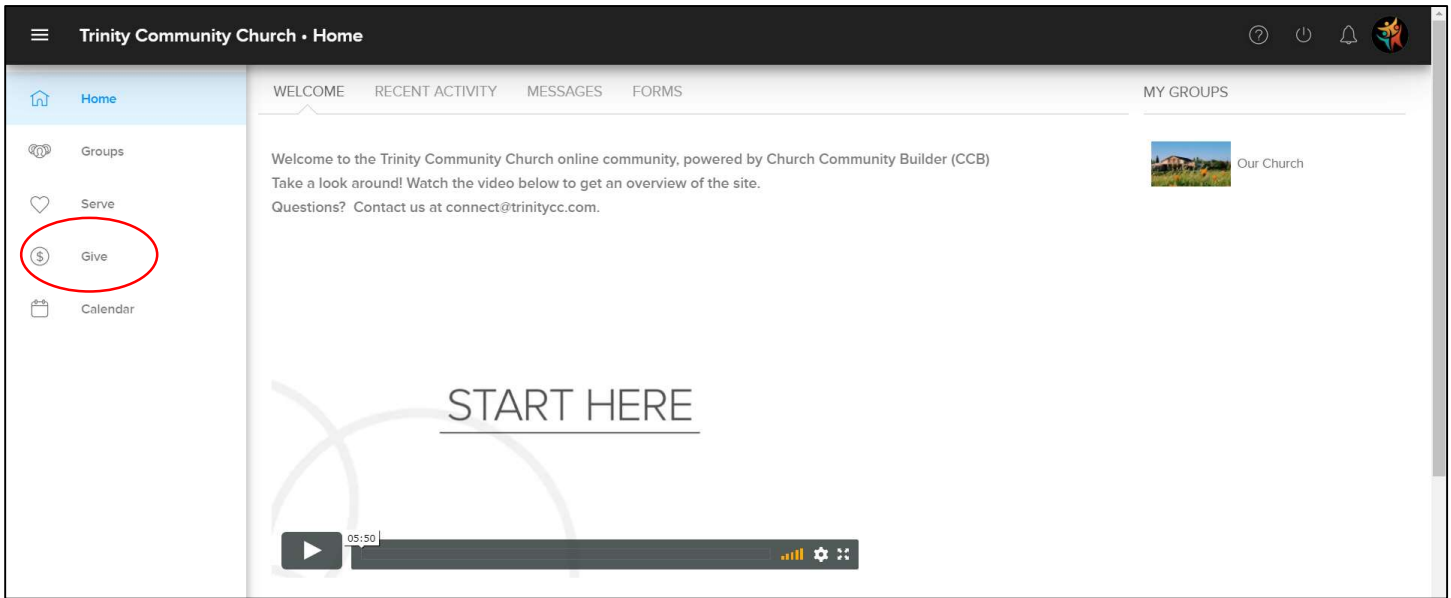 Trinity Community Church • Home
Home
Groups
Serve
Give
Calendar
WELCOME RECENT ACTIVITY MESSAGES FORMS
Welcome to the Trinity Community Church online community, powered by Church Community Builder (CCB)
Take a look around! Watch the video below to get an overview of the site.
Questions? Contact us at connect@trinitycc.com.
START HERE
05:50
MY GROUPS
Our Church